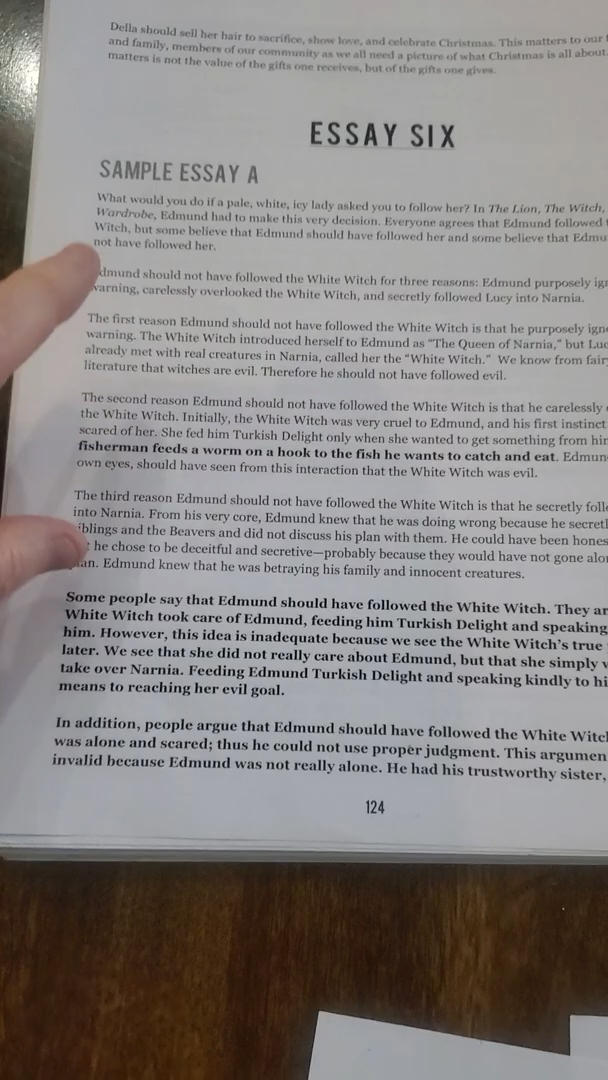 Della should sell her hair to sacrifice, show love, and celebrate Christmas. This matters to our
and family, members of our community as we all need a picture of what Christmas is all about.
matters is not the value of the gifts one receives, but of the gifts one gives.
ESSAY SIX
SAMPLE ESSAY A
What would you do if a pale, white, icy lady asked you to follow her? In The Lion, The Witch,
Wardrobe, Edmund had to make this very decision. Everyone agrees that Edmund followed
Witch, but some believe that Edmund should have followed her and some believe that Edmu
not have followed her.
dmund should not have followed the White Witch for three reasons: Edmund purposely ign
warning, carelessly overlooked the White Witch, and secretly followed Lucy into Narnia.
The first reason Edmund should not have followed the White Witch is that he purposely igno
warning. The White Witch introduced herself to Edmund as “The Queen of Narnia,” but Luc
already met with real creatures in Narnia, called her the “White Witch.” We know from fairy
literature that witches are evil. Therefore he should not have followed evil.
The second reason Edmund should not have followed the White Witch is that he carelessly
the White Witch. Initially, the White Witch was very cruel to Edmund, and his first instinct
scared of her. She fed him Turkish Delight only when she wanted to get something from him
fisherman feeds a worm on a hook to the fish he wants to catch and eat. Edmun
own eyes, should have seen from this interaction that the White Witch was evil.
The third reason Edmund should not have followed the White Witch is that he secretly foll
into Narnia. From his very core, Edmund knew that he was doing wrong because he secretl
iblings and the Beavers and did not discuss his plan with them. He could have been hones
he chose to be deceitful and secretive—probably because they would have not gone alon
Edmund knew that he was betraying his family and innocent creatures.
Some people say that Edmund should have followed the White Witch. They ar
White Witch took care of Edmund, feeding him Turkish Delight and speaking
him. However, this idea is inadequate because we see the White Witch’s true
later. We see that she did not really care about Edmund, but that she simply w
take over Narnia. Feeding Edmund Turkish Delight and speaking kindly to hi
means to reaching her evil goal.
In addition, people argue that Edmund should have followed the White Witch
was alone and scared; thus he could not use proper judgment. This argumen
invalid because Edmund was not really alone. He had his trustworthy sister,
124